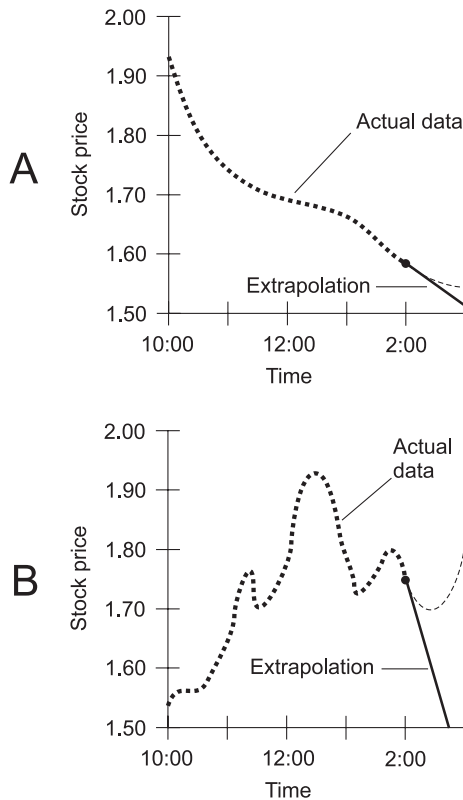 A
Stock price
2.00
1.90
1.80
1.70
1.60
1.50
Actual data
Extrapolation
10:00 12:00 2:00
Time
B
Stock price
2.00
1.90
1.80
1.70
1.60
1.50
Actual
data
Extrapolation
10:00 12:00 2:00
Time